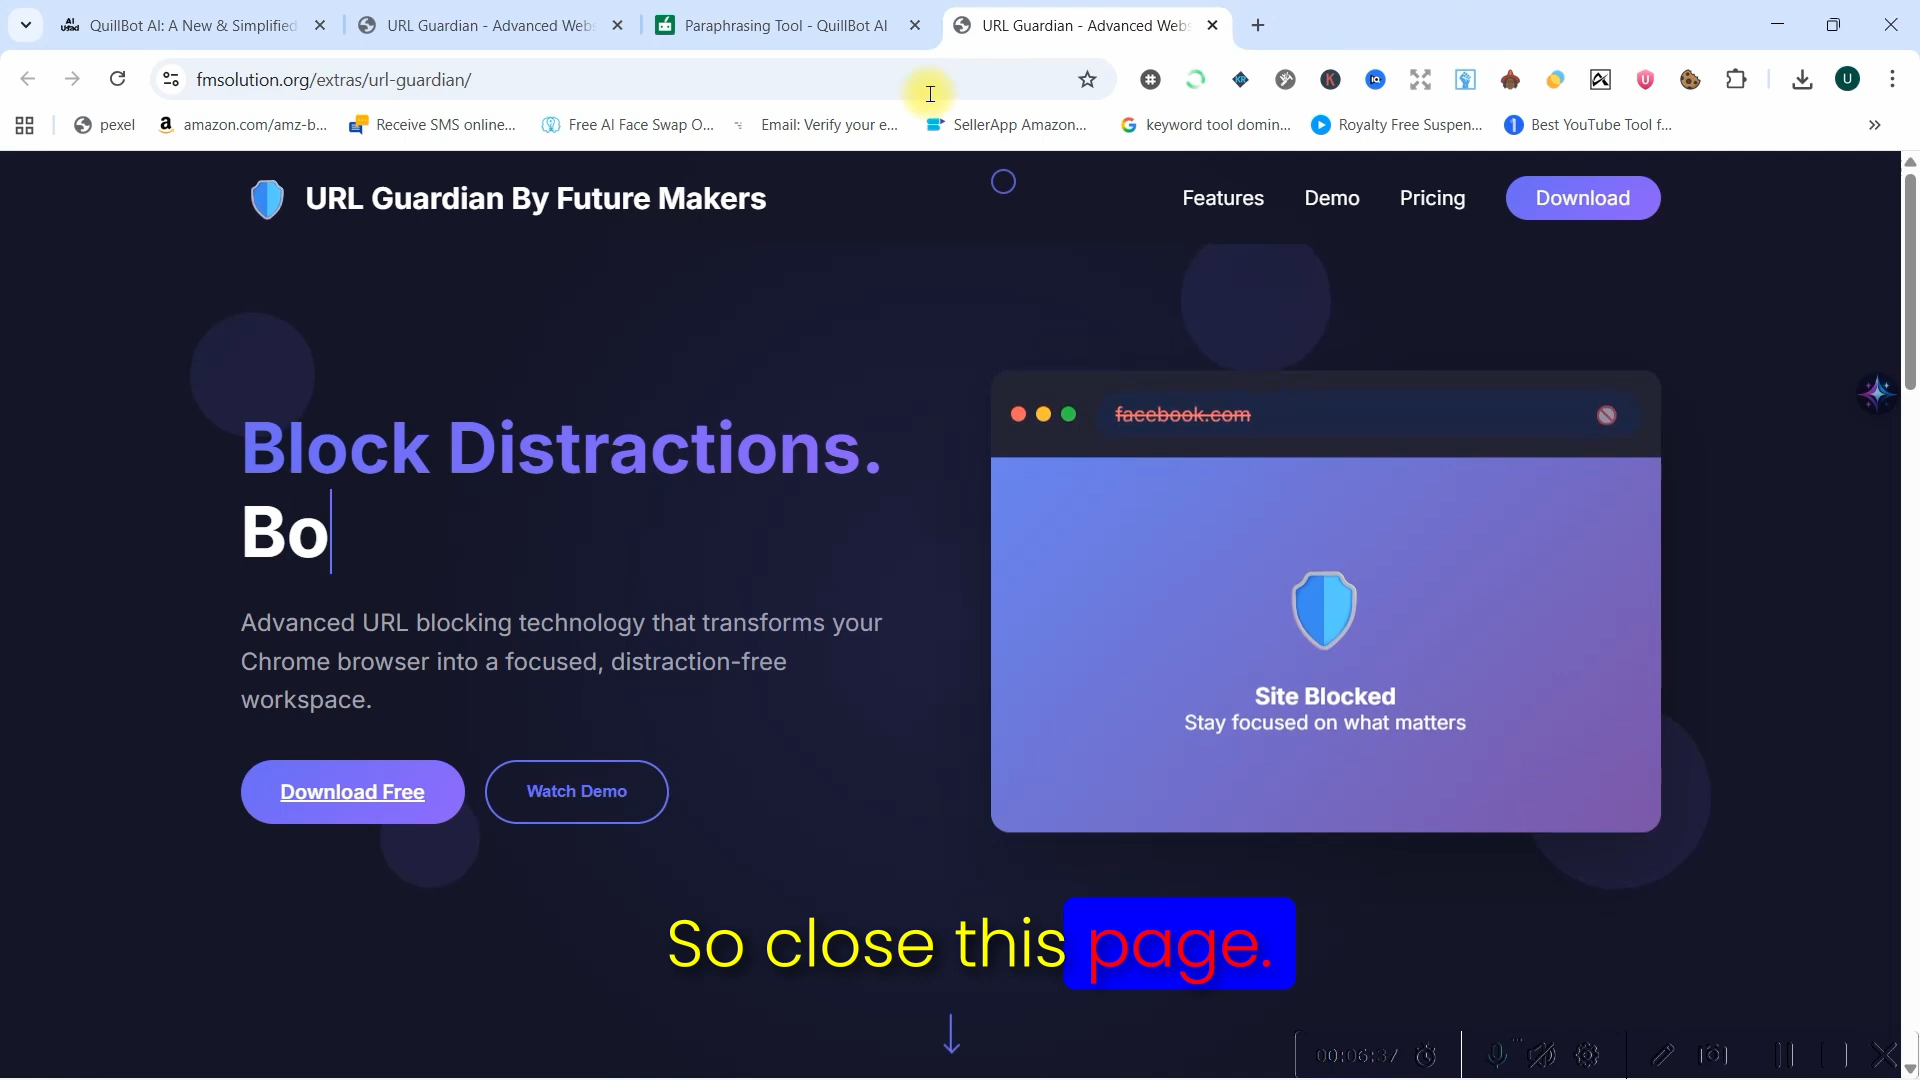 QuillBot AI: A New & Simplified
URL Guardian - Advanced Webs
Paraphrasing Tool - QuillBot AI
URL Guardian - Advanced Webs
fmsolution.org/extras/url-guardian/
U
pexel
amazon.com/amz-b...
Receive SMS online...
Free AI Face Swap O...
Email: Verify your e...
SellerApp Amazon...
keyword tool domin...
Royalty Free Suspen...
Best YouTube Tool f...
URL Guardian By Future Makers
Features
Demo
Pricing
Download
facebook.com
Block Distractions.
Bo
Advanced URL blocking technology that transforms your
Chrome browser into a focused, distraction-free
workspace.
Site Blocked
Stay focused on what matters
Download Free
Watch Demo
So close this page.
00:06:37